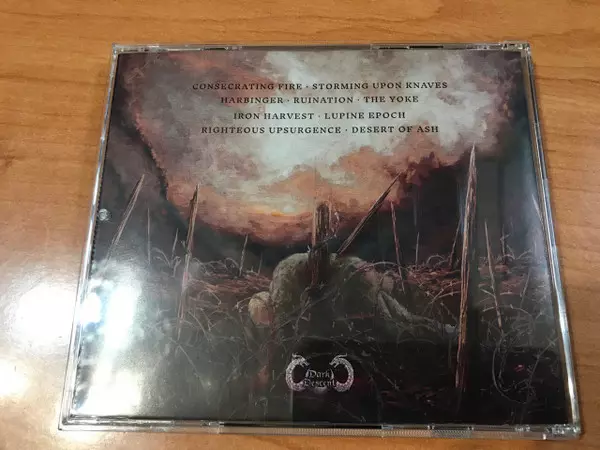 CONSECRATING FIRE · STORMING UPON KNAVES
HARBINGER · RUINATION · THE YOKE
IRON HARVEST · LUPINE EPOCH
RIGHTEOUS UPSURGENCE · DESERT OF ASH
Dark
Descent